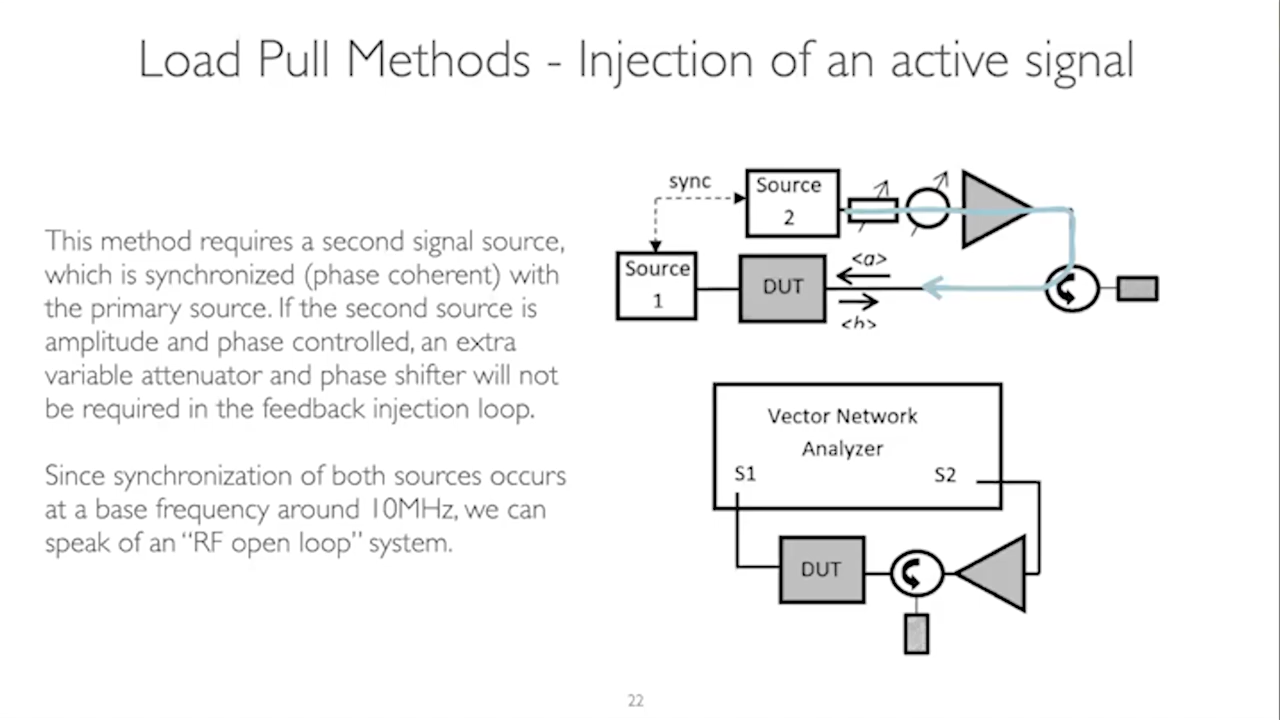 Load Pull Methods - Injection of an active signal
This method requires a second signal source,
which is synchronized (phase coherent) with
the primary source. If the second source is
amplitude and phase controlled, an extra
variable attenuator and phase shifter will not
be required in the feedback injection loop.
Since synchronization of both sources occurs
at a base frequency around 10MHz, we can
speak of an “RF open loop” system.
sync
Source
2
Source
1
DUT
<a>
<h>
Vector Network
Analyzer
S1
S2
DUT
22